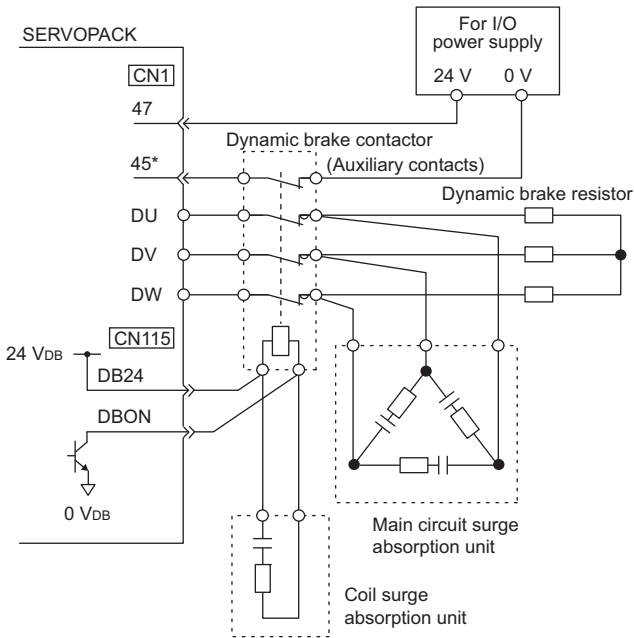 For I/O
power supply
24 V 0 V
SERVOPACK
CN1
47
Dynamic brake contactor
45*
(Auxiliary contacts)
Dynamic brake resistor
DU
DV
DW
CN115
24 VDB
DB24
DBON
0 VDB
Main circuit surge
absorption unit
Coil surge
absorption unit